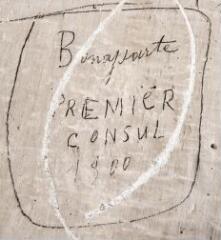 Bonaparte
PREMIER
CONSUL
1800